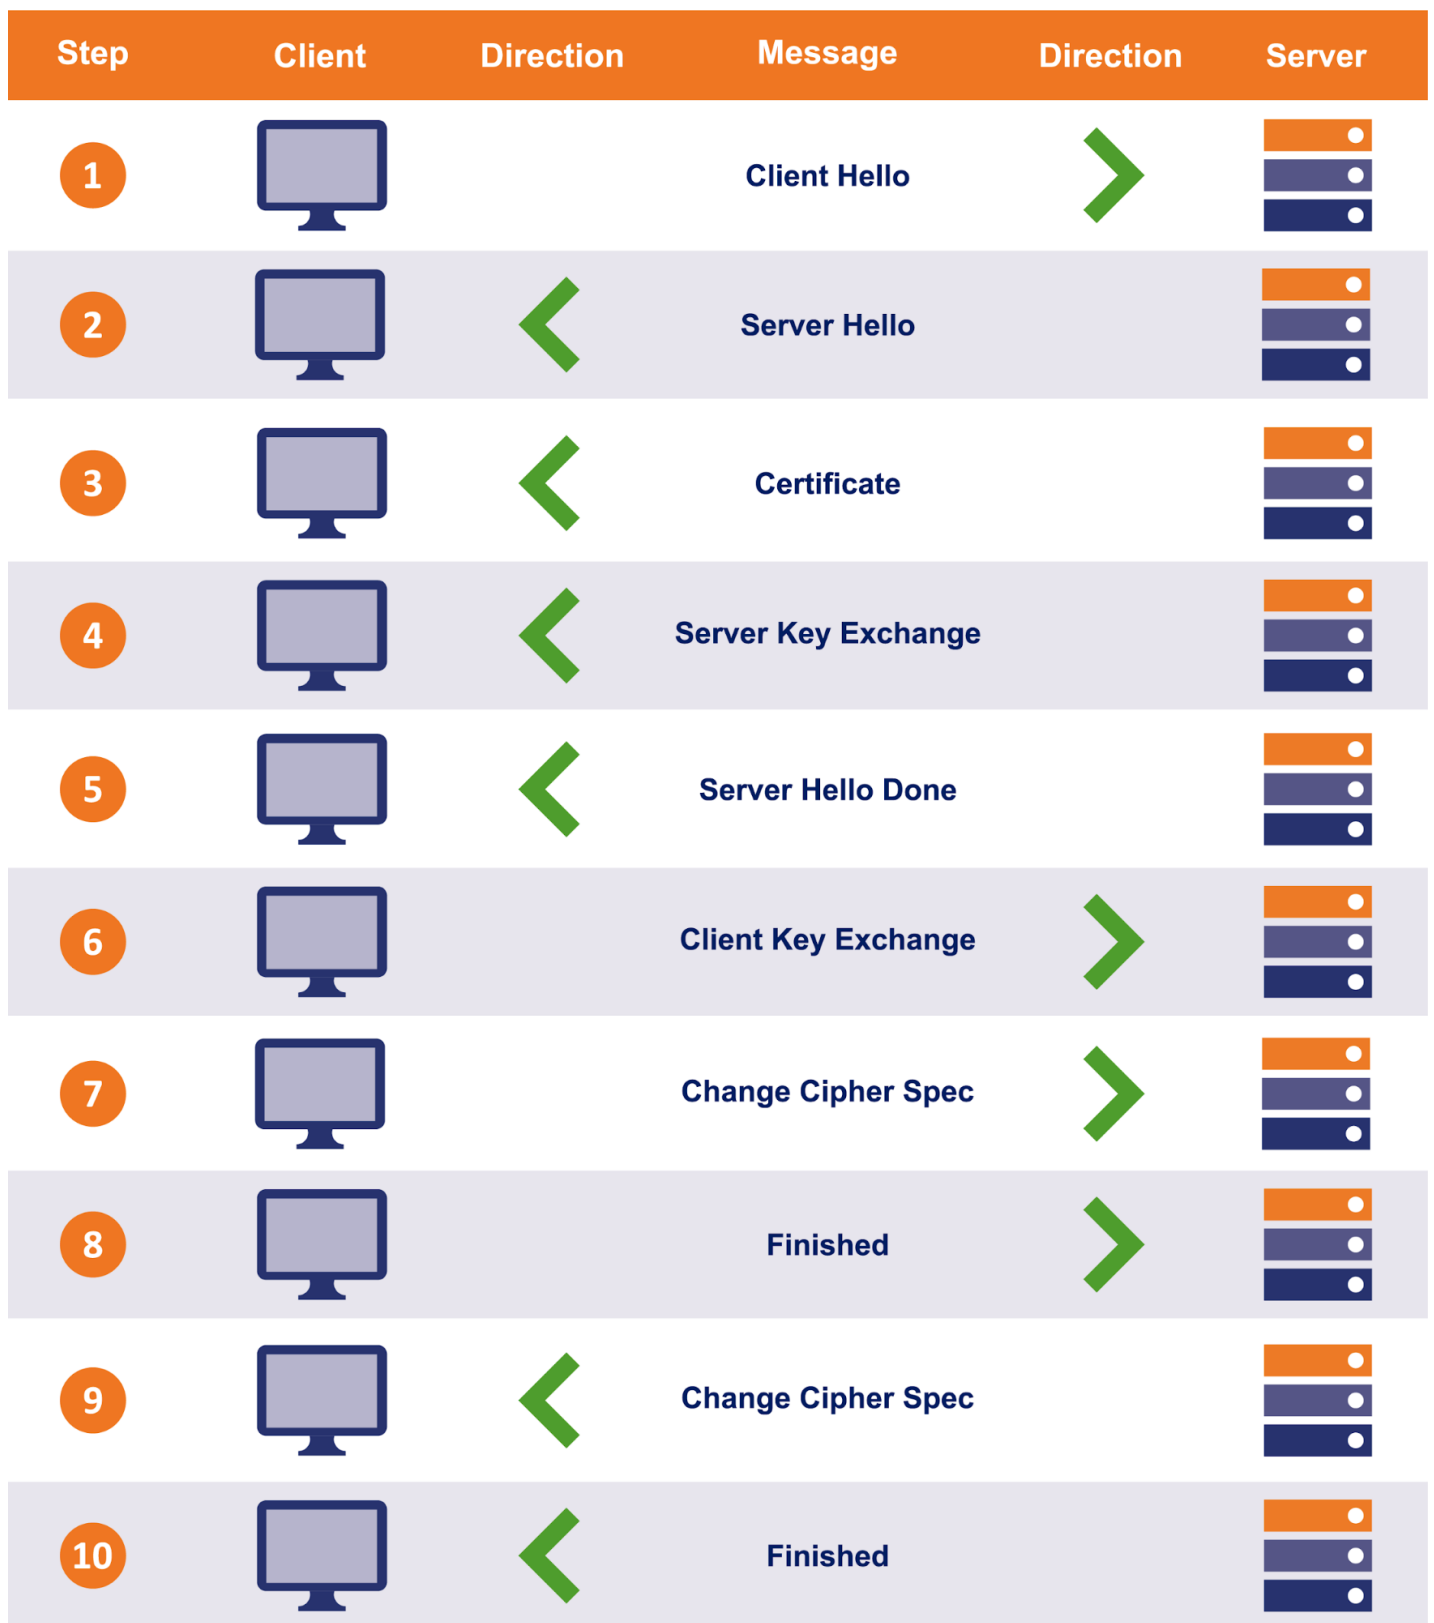 Step Client Direction Message Direction Server
1 Client Hello
2 Server Hello
3 Certificate
4 Server Key Exchange
5 Server Hello Done
6 Client Key Exchange
7 Change Cipher Spec
8 Finished
9 Change Cipher Spec
10 Finished